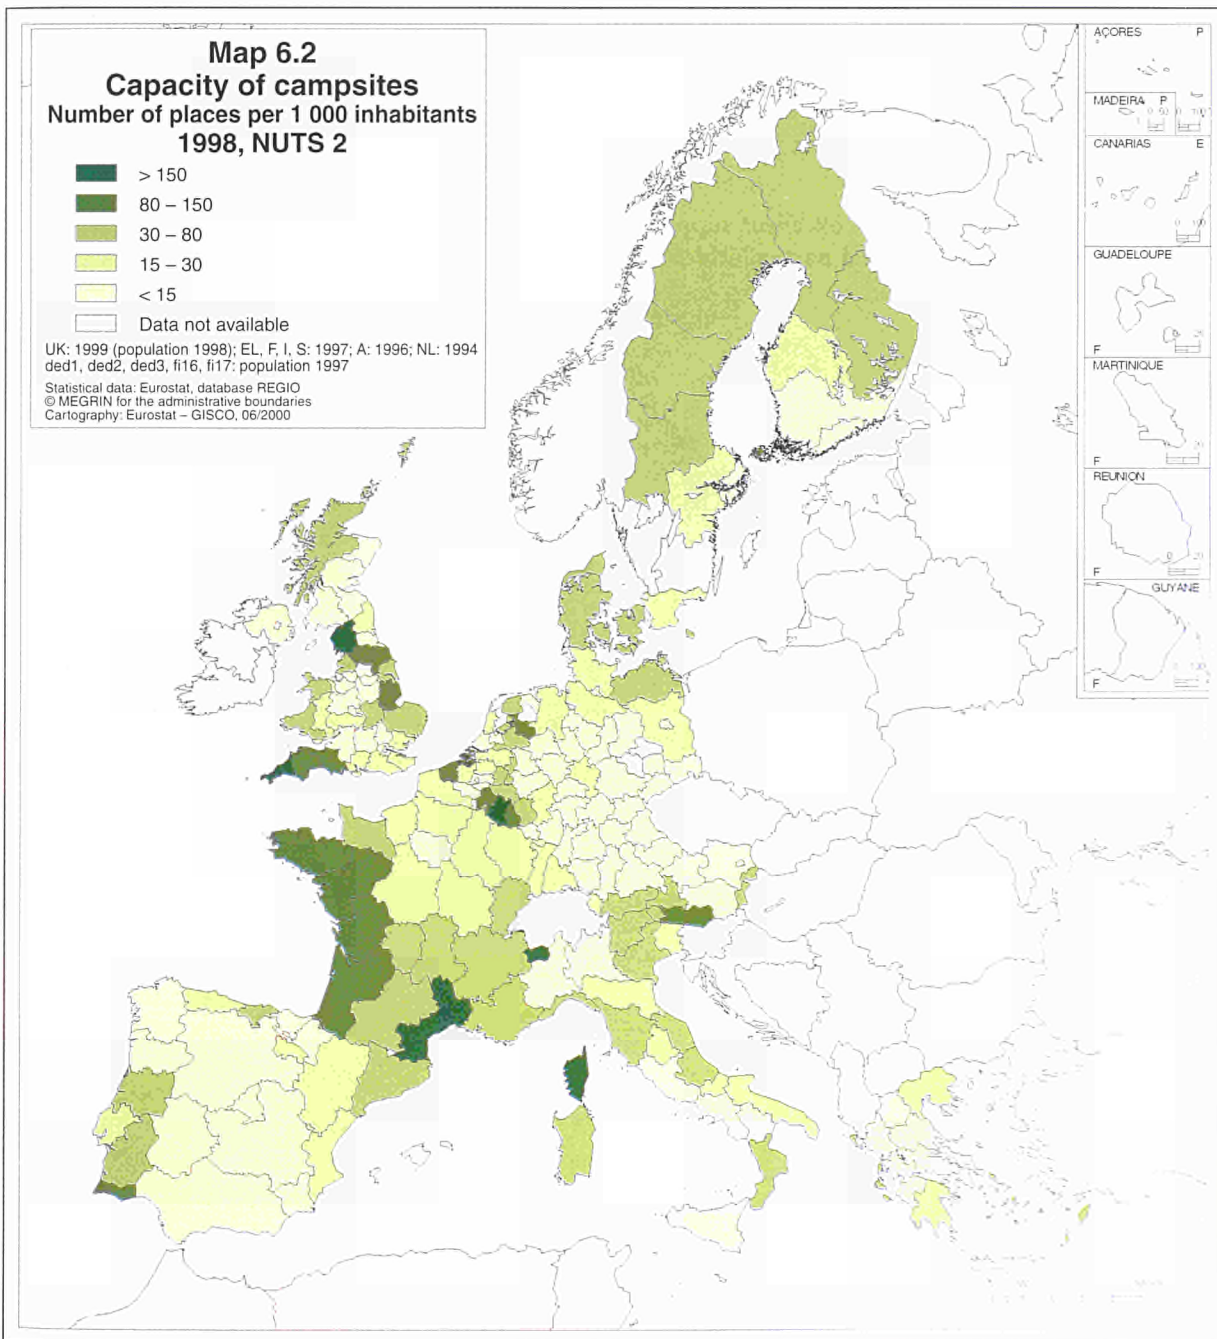 Map 6.2
Capacity of campsites
Number of places per 1 000 inhabitants
1998, NUTS 2
> 150
80 – 150
30 – 80
15 – 30
< 15
Data not available
UK: 1999 (population 1998); EL, F, I, S: 1997; A: 1996; NL: 1994
ded1, ded2, ded3, fi16, fi17: population 1997
Statistical data: Eurostat, database REGIO
© MEGRIN for the administrative boundaries
Cartography: Eurostat – GISCO, 06/2000
AÇORES P
MADEIRA P
CANARIAS E
GUADELOUPE
F
MARTINIQUE
F
REUNION
F
GUYANE
F